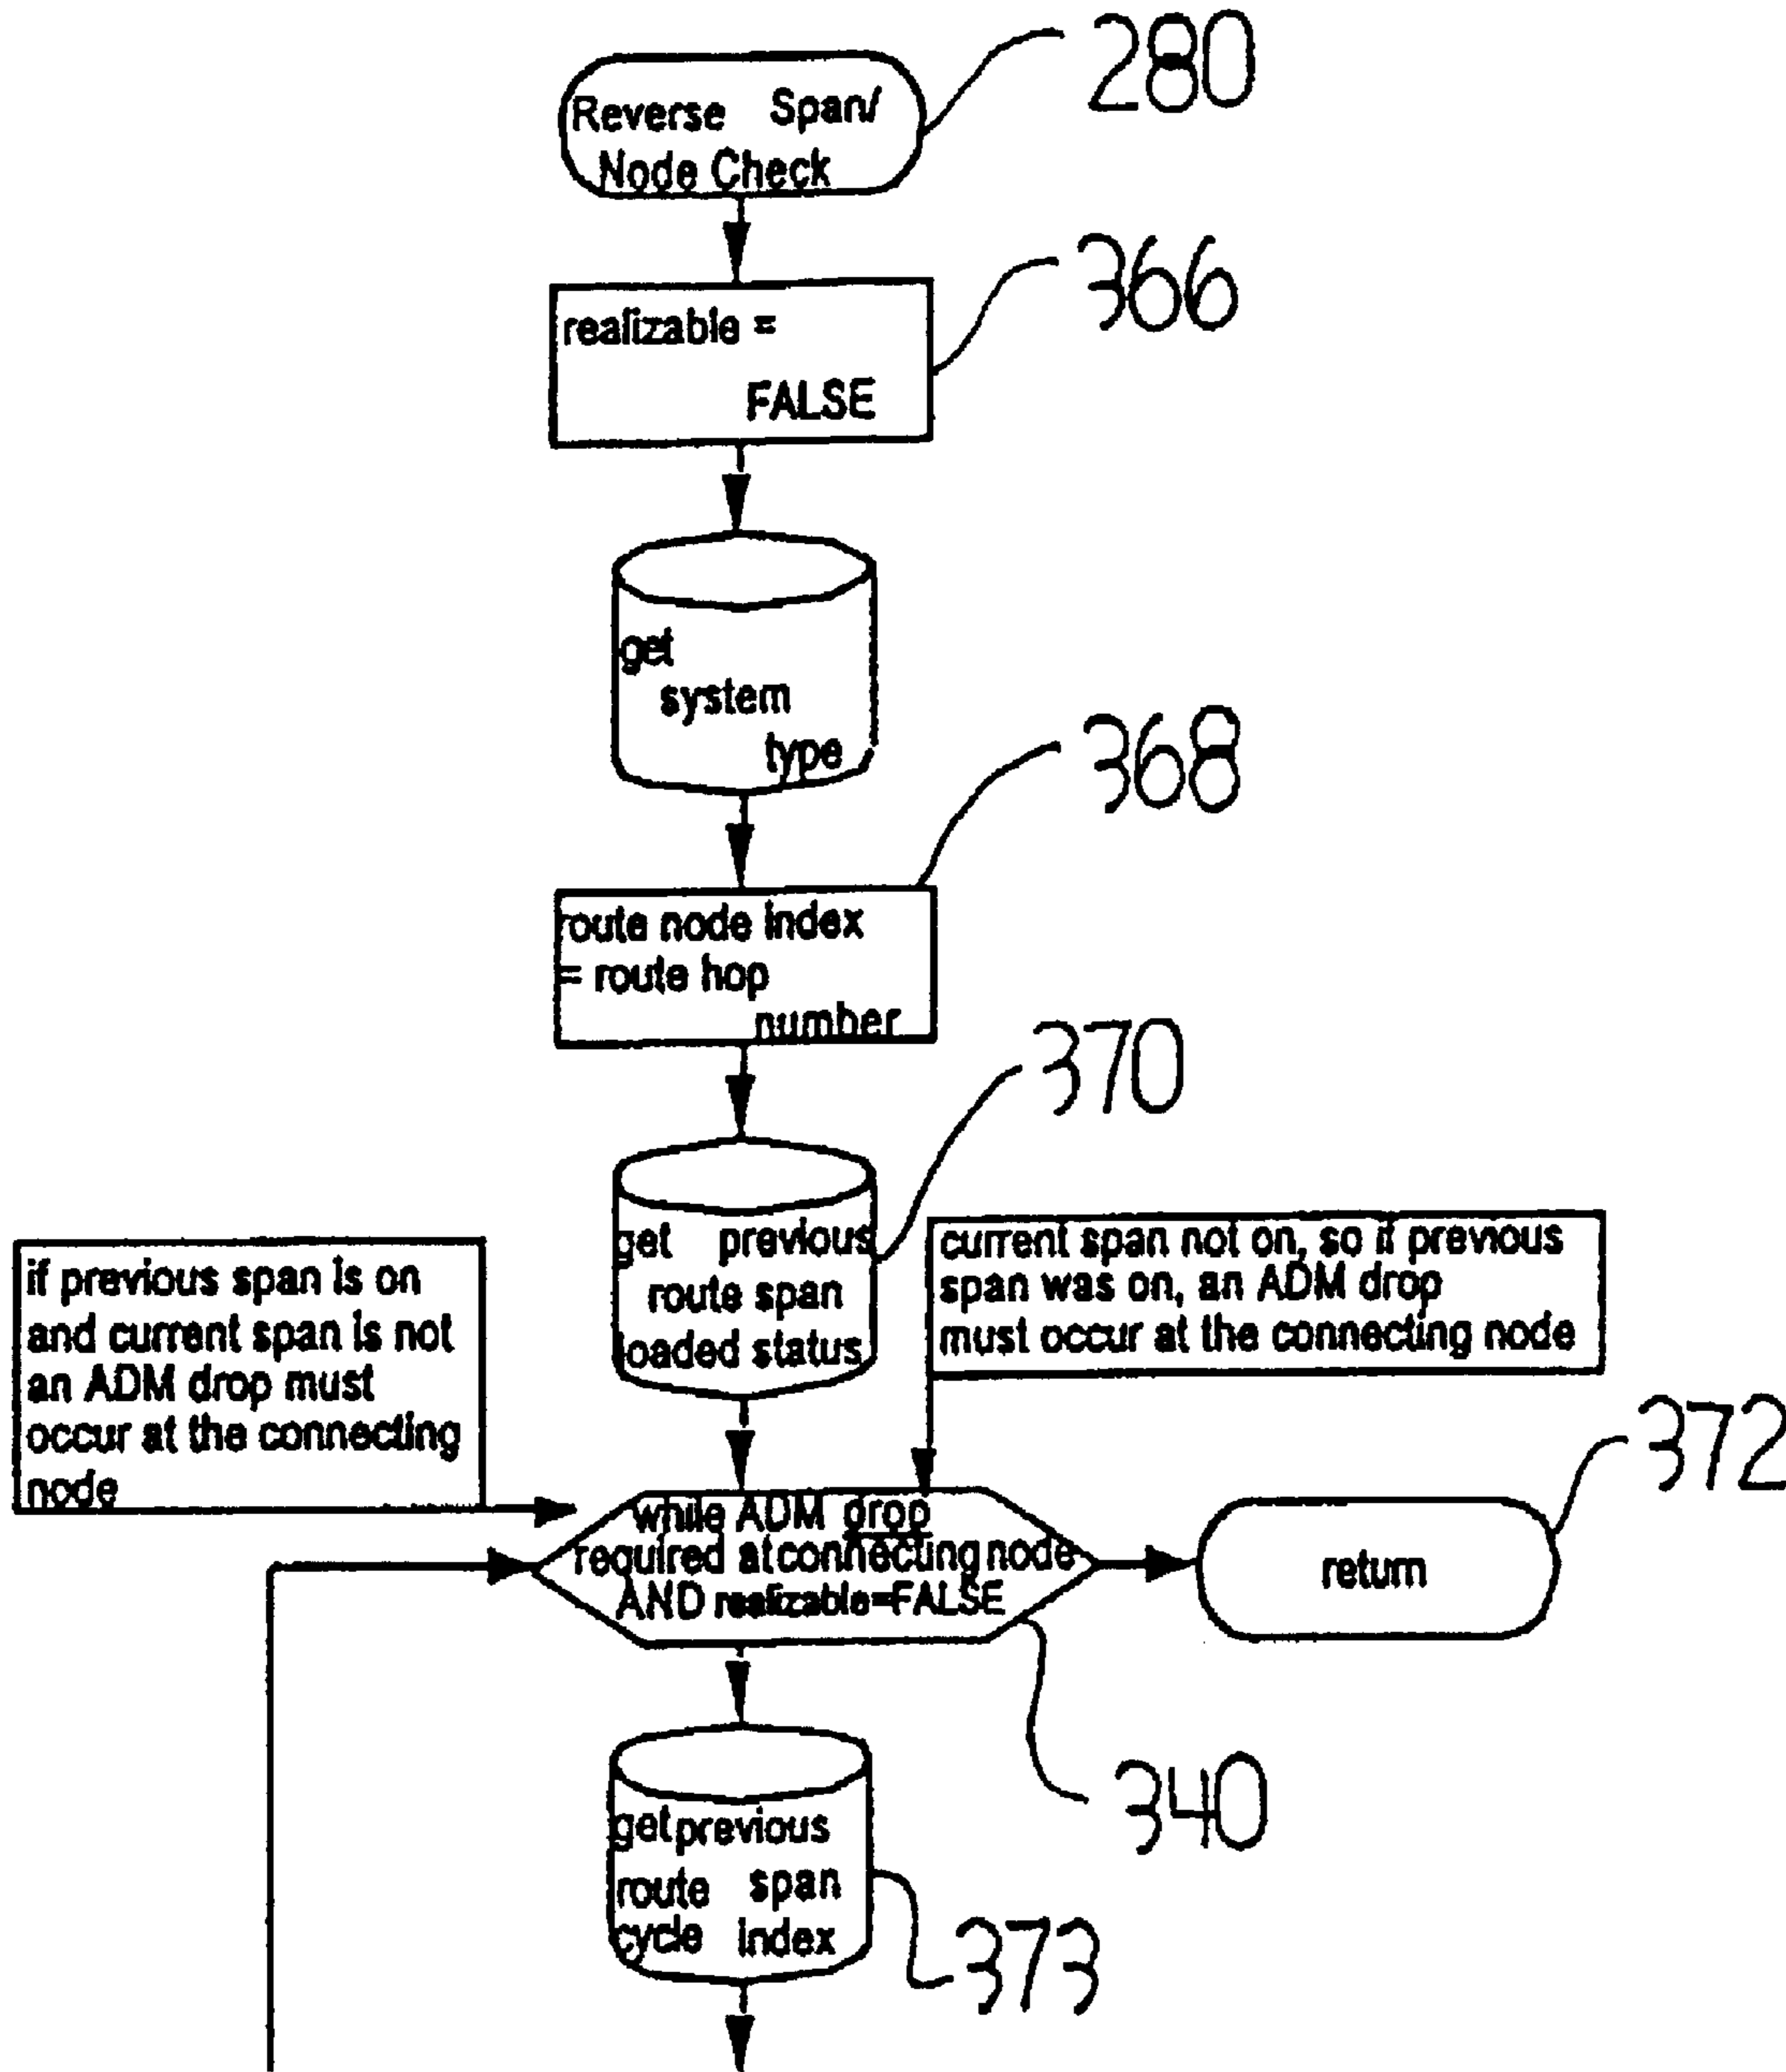 280
Reverse Span/
Node Check
366
realizable =
FALSE
get
system
type
368
route node index
= route hop
number
370
get previous
route span
loaded status
current span not on, so if previous
span was on, an ADM drop
must occur at the connecting node
if previous span is on
and current span is not
an ADM drop must
occur at the connecting
node
372
while ADM drop
required at connecting node
AND realizable=FALSE
return
340
get previous
route span
cycle index
373